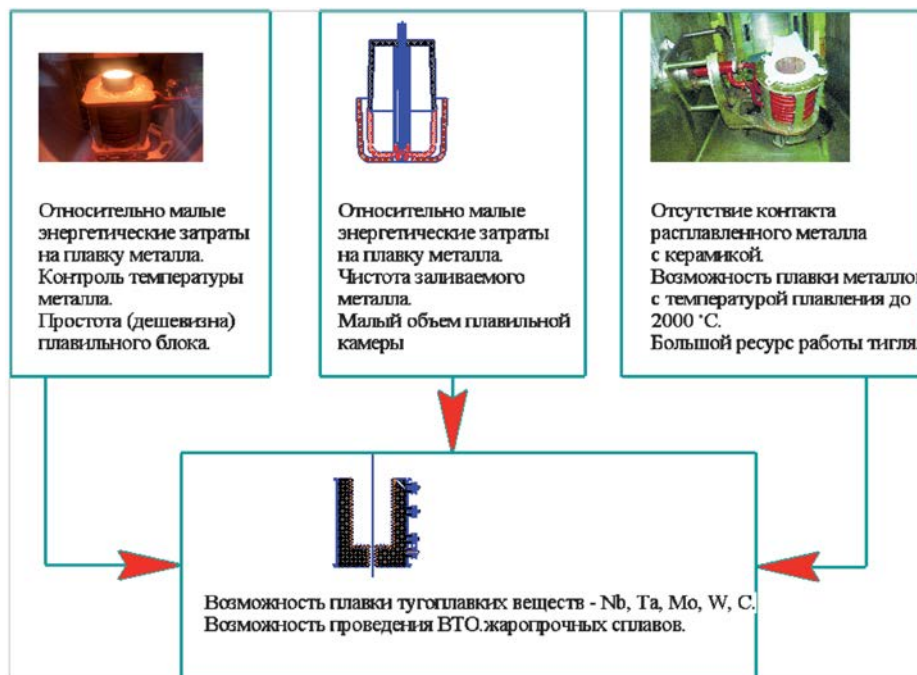 Относительно малые
энергетические затраты
на плавку металла.
Контроль температуры
металла.
Простота (дешевизна)
плавильного блока.
Относительно малые
энергетические затраты
на плавку металла.
Чистота заливаемого
металла.
Малый объем плавильной
камеры
Отсутствие контакта
расплавленного металла
с керамикой.
Возможность плавки металлов
с температурой плавления до
2000 °С.
Большой ресурс работы тигля.
Возможность плавки тугоплавких веществ - Nb, Ta, Mo, W, C.
Возможность проведения ВТО.жаропрочных сплавов.